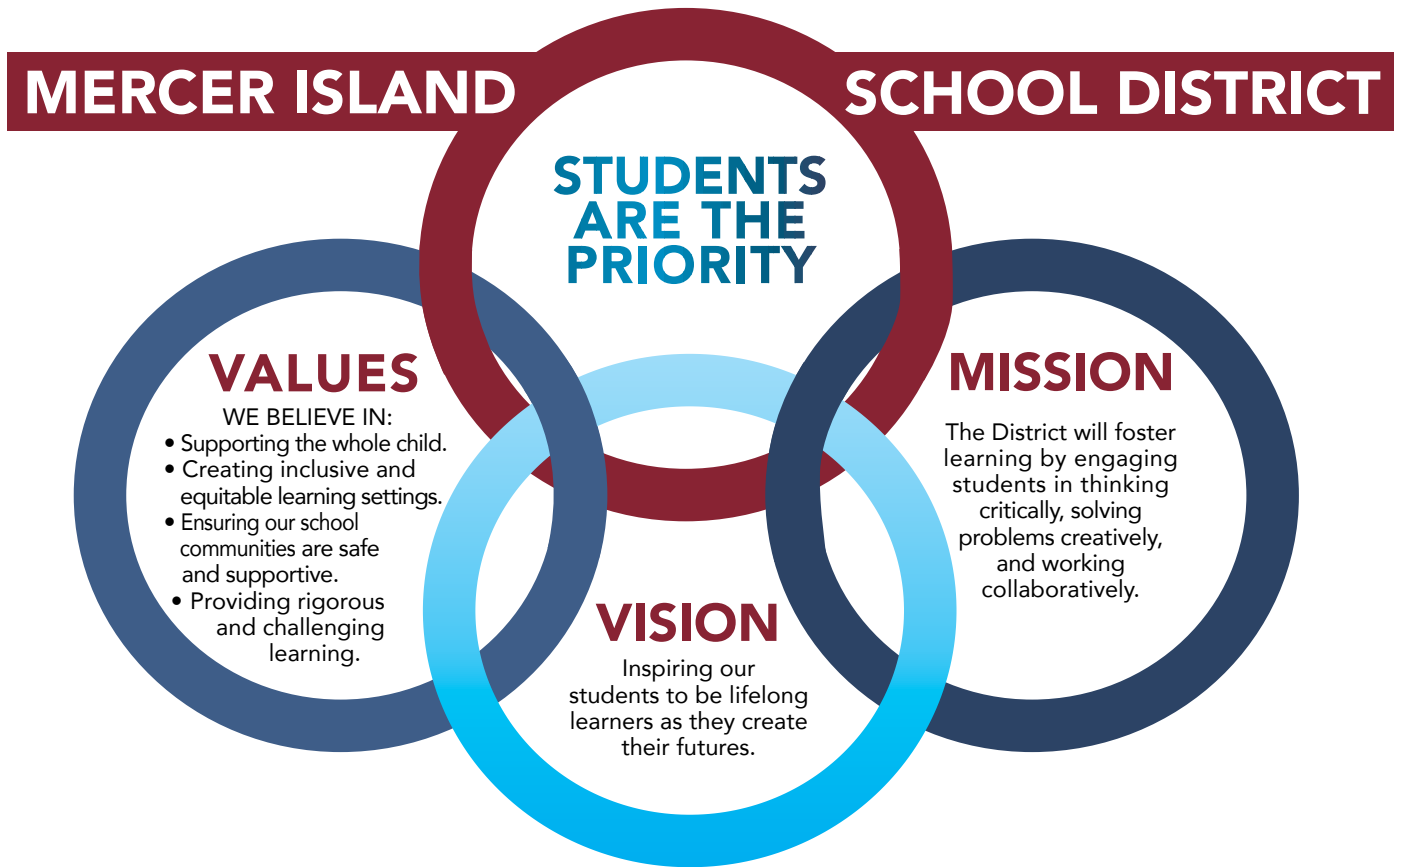 MERCER ISLAND SCHOOL DISTRICT
STUDENTS
ARE THE
PRIORITY
VALUES
WE BELIEVE IN:
• Supporting the whole child.
• Creating inclusive and
equitable learning settings.
• Ensuring our school
communities are safe
and supportive.
• Providing rigorous
and challenging
learning.
VISION
Inspiring our
students to be lifelong
learners as they create
their futures.
MISSION
The District will foster
learning by engaging
students in thinking
critically, solving
problems creatively,
and working
collaboratively.